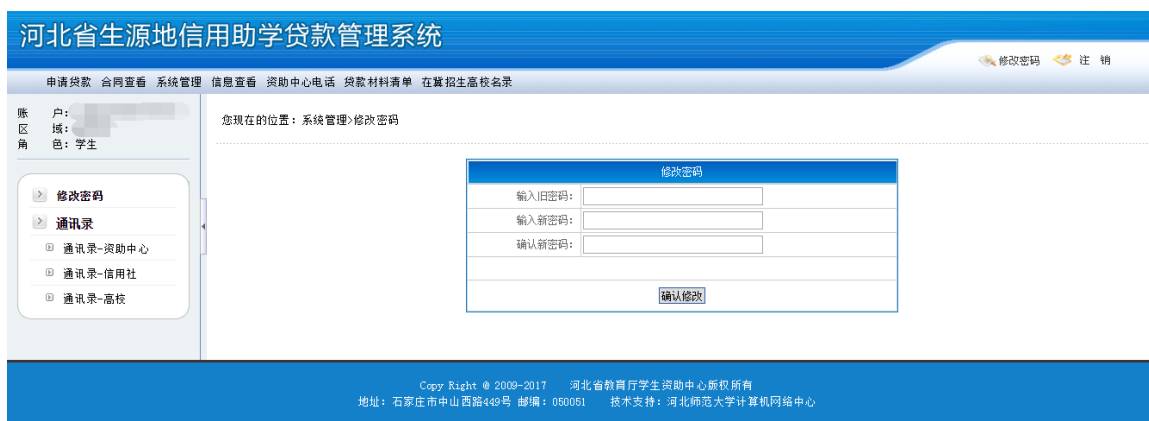 河北省生源地信用助学贷款管理系统
修改密码 注 销
申请贷款 合同查看 系统管理 信息查看 资助中心电话 贷款材料清单 在冀招生高校名录
账 户:
区 域:
角 色: 学生
您现在的位置: 系统管理>修改密码
修改密码
通讯录
通讯录-资助中心
通讯录-信用社
通讯录-高校
修改密码
输入旧密码:
输入新密码:
确认新密码:
确认修改
Copy Right @ 2009-2017 河北省教育厅学生资助中心版权所有
地址: 石家庄市中山西路449号 邮编: 050051 技术支持: 河北师范大学计算机网络中心